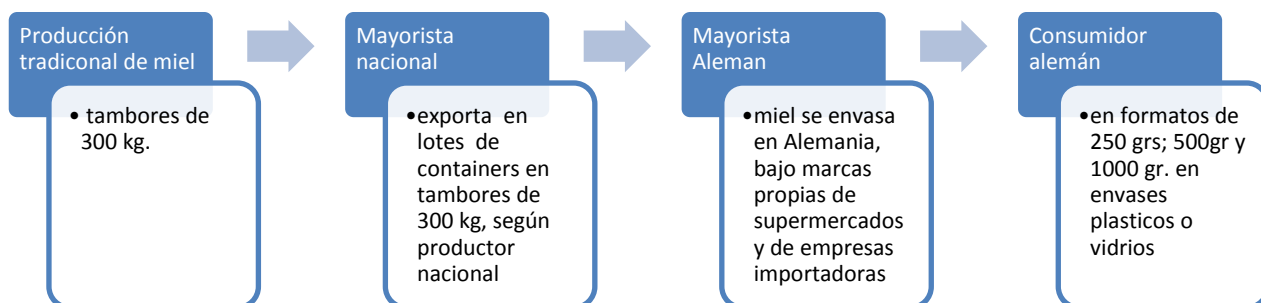 Producción
tradiconal de miel
• tambores de
300 kg.
Mayorista
nacional
•exporta en
lotes de
containers en
tambores de
300 kg, según
productor
nacional
Mayorista
Aleman
•miel se envasa
en Alemania,
bajo marcas
propias de
supermercados
y de empresas
importadoras
Consumidor
alemán
•en formatos de
250 grs; 500gr y
1000 gr. en
envases
plasticos o
vidrios